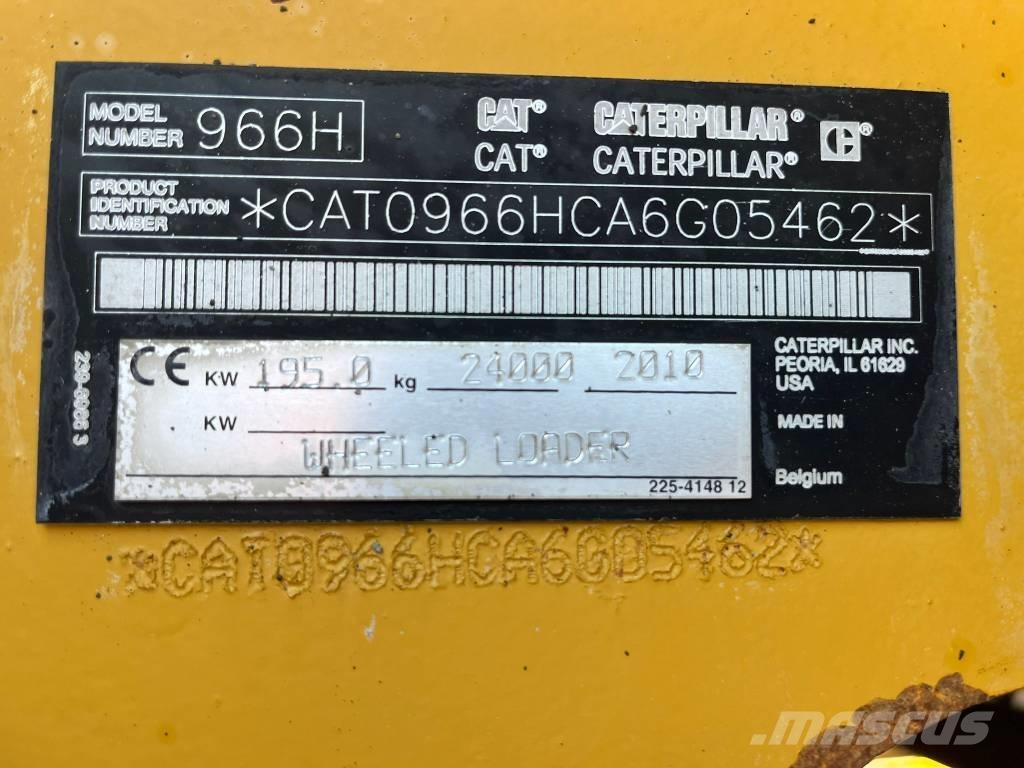 MODEL NUMBER 966H
CAT® CATERPILLAR® ®
CAT® CATERPILLAR®
PRODUCT IDENTIFICATION NUMBER *CAT0966HCA6G05462*
CE KW 195.0 kg 24000 2010
KW
WHEELED LOADER
225-4148 12
CATERPILLAR INC.
PEORIA, IL 61629
USA
MADE IN
Belgium
*CAT0966HCA6G05462*
MASCUS